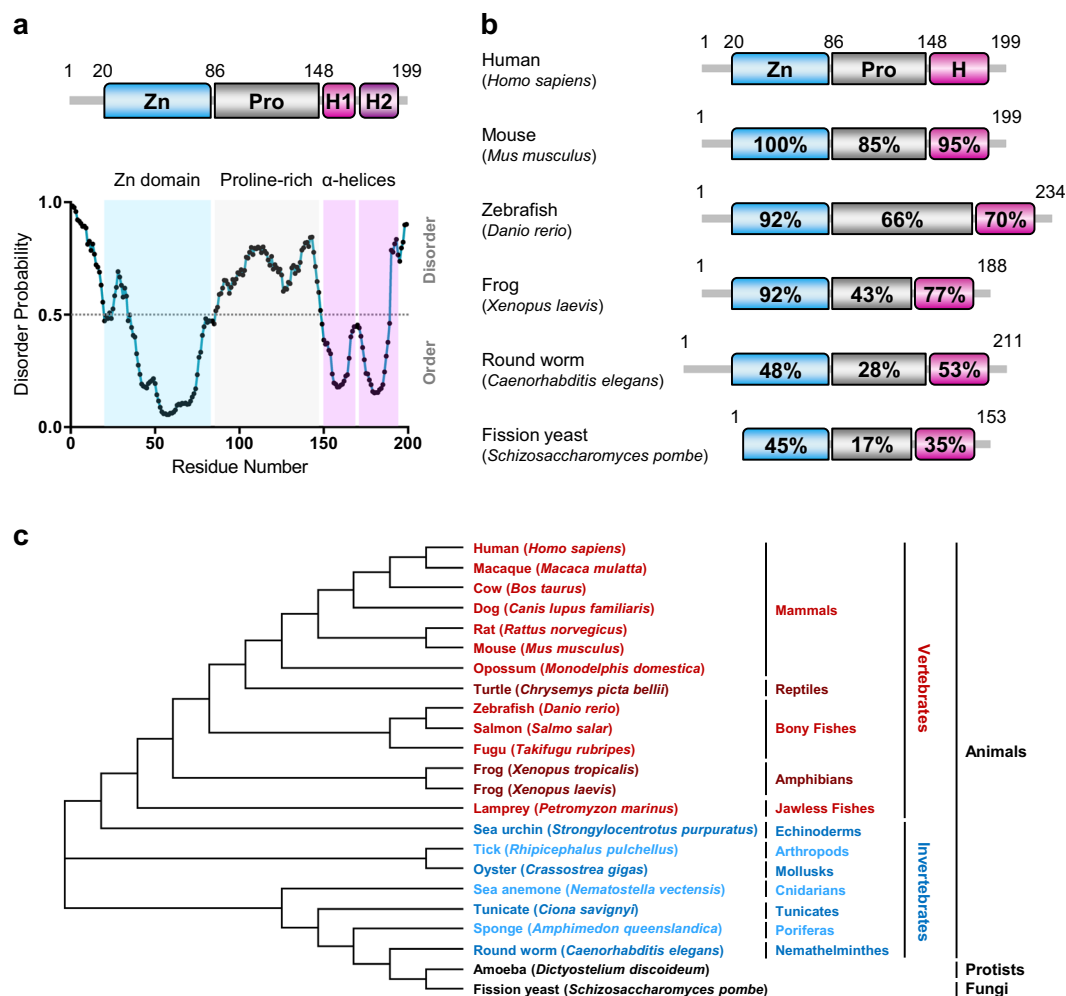 a
1 20 86 148 199
Zn Pro H1 H2
Zn domain Proline-rich α-helices
1.0
0.5
0.0
Disorder Probability
Disorder
Order
0 50 100 150 200
Residue Number
b
Human
(Homo sapiens)
1 20 86 148 199
Zn Pro H
Mouse
(Mus musculus)
1 199
100% 85% 95%
Zebrafish
(Danio rerio)
1 234
92% 66% 70%
Frog
(Xenopus laevis)
1 188
92% 43% 77%
Round worm
(Caenorhabditis elegans)
1 211
48% 28% 53%
Fission yeast
(Schizosaccharomyces pombe)
1 153
45% 17% 35%
c
Human (Homo sapiens)
Macaque (Macaca mulatta)
Cow (Bos taurus)
Dog (Canis lupus familiaris)
Rat (Rattus norvegicus)
Mouse (Mus musculus)
Opossum (Monodelphis domestica)
Turtle (Chrysemys picta bellii)
Zebrafish (Danio rerio)
Salmon (Salmo salar)
Fugu (Takifugu rubripes)
Frog (Xenopus tropicalis)
Frog (Xenopus laevis)
Lamprey (Petromyzon marinus)
Sea urchin (Strongylocentrotus purpuratus)
Tick (Rhipicephalus pulchellus)
Oyster (Crassostrea gigas)
Sea anemone (Nematostella vectensis)
Tunicate (Ciona savignyi)
Sponge (Amphimedon queenslandica)
Round worm (Caenorhabditis elegans)
Amoeba (Dictyostelium discoideum)
Fission yeast (Schizosaccharomyces pombe)
Mammals
Reptiles
Bony Fishes
Amphibians
Jawless Fishes
Echinoderms
Arthropods
Mollusks
Cnidarians
Tunicates
Poriferas
Nemathelminthes
Vertebrates
Invertebrates
Animals
Protists
Fungi